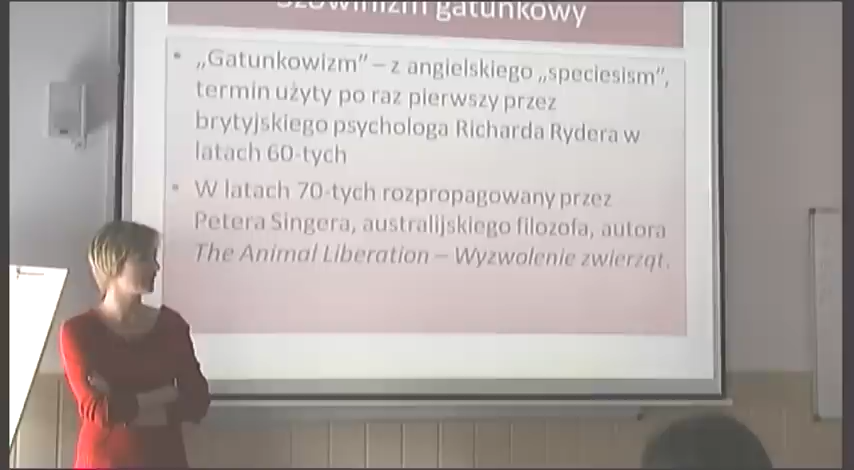 Szowinizm gatunkowy
„Gatunkowizm” – z angielskiego „speciesism”,
termin użyty po raz pierwszy przez
brytyjskiego psychologa Richarda Rydera w
latach 60-tych
W latach 70-tych rozpropagowany przez
Petera Singera, australijskiego filozofa, autora
The Animal Liberation – Wyzwolenie zwierząt.